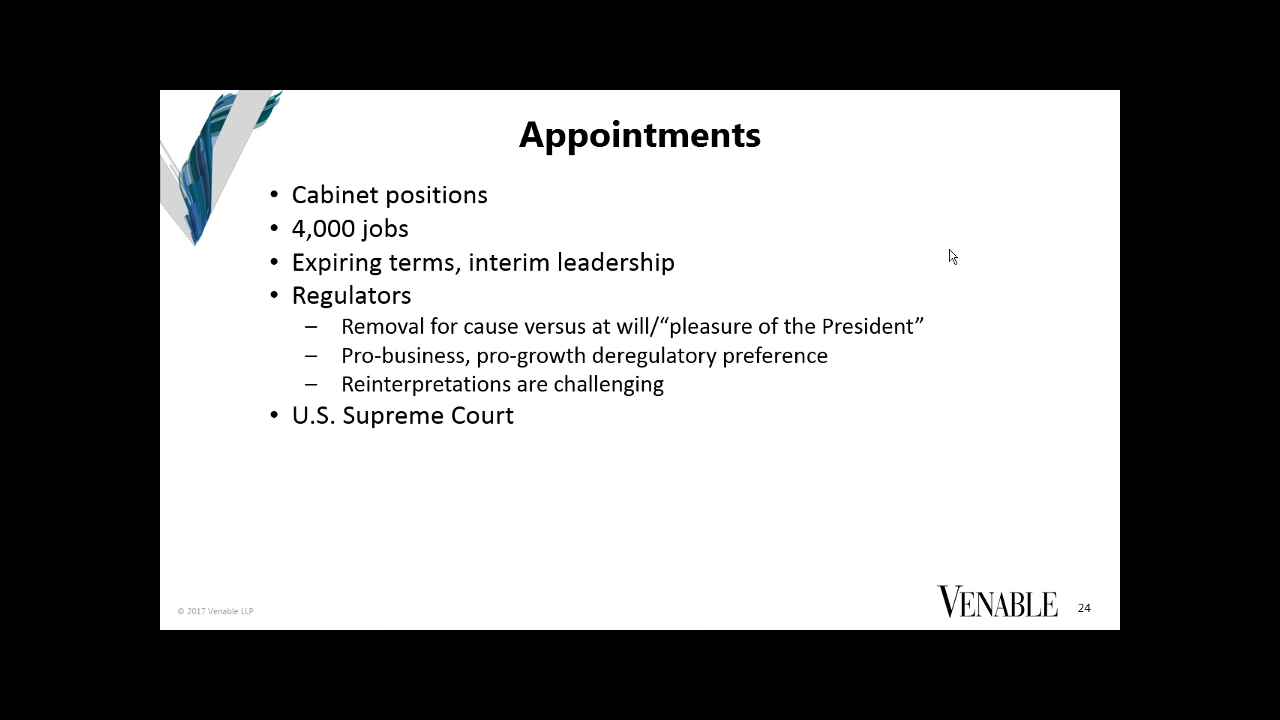 Appointments
• Cabinet positions
• 4,000 jobs
• Expiring terms, interim leadership
• Regulators
– Removal for cause versus at will/“pleasure of the President”
– Pro-business, pro-growth deregulatory preference
– Reinterpretations are challenging
• U.S. Supreme Court
© 2017 Venable LLP
VENABLE
24